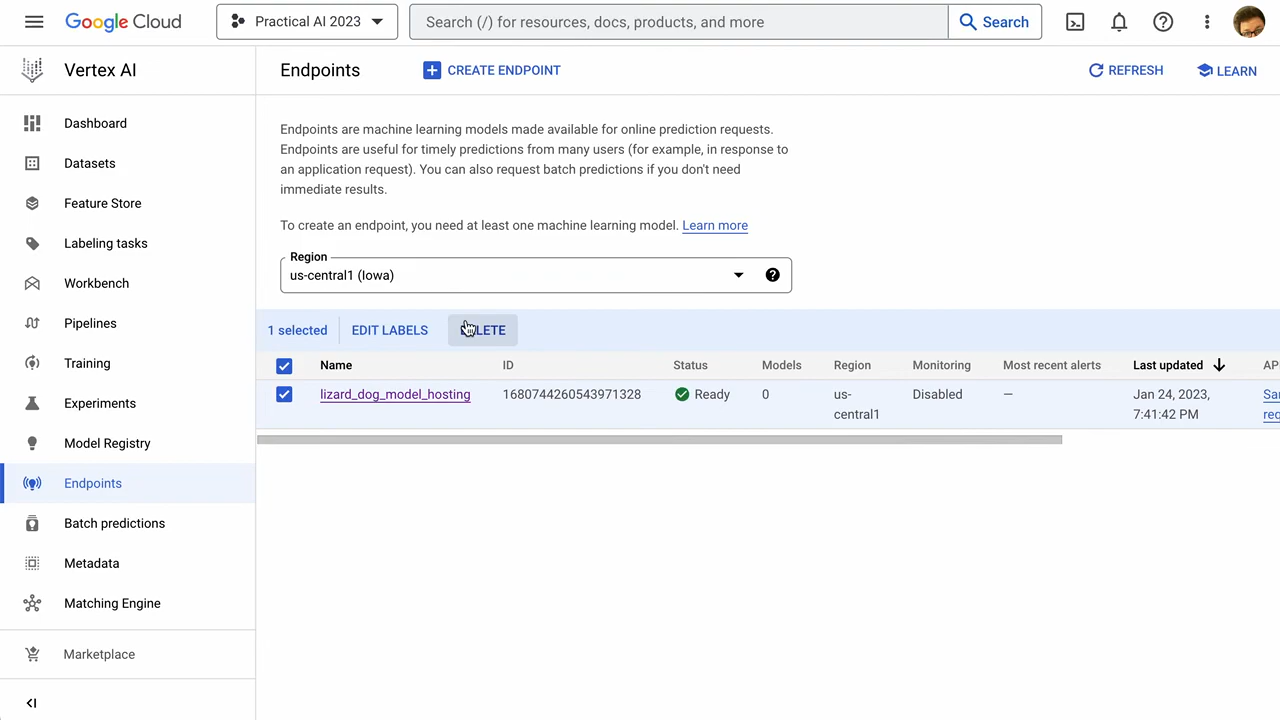 Google Cloud
Practical AI 2023
Search (/) for resources, docs, products, and more
Search
Vertex AI
Endpoints
CREATE ENDPOINT
REFRESH
LEARN
Dashboard
Datasets
Feature Store
Labeling tasks
Workbench
Pipelines
Training
Experiments
Model Registry
Endpoints
Batch predictions
Metadata
Matching Engine
Marketplace
Endpoints are machine learning models made available for online prediction requests.
Endpoints are useful for timely predictions from many users (for example, in response to
an application request). You can also request batch predictions if you don't need
immediate results.
To create an endpoint, you need at least one machine learning model. Learn more
Region
us-central1 (Iowa)
1 selected
EDIT LABELS
Name
ID
Status
Models
Region
Monitoring
Most recent alerts
Last updated
lizard_dog_model_hosting
1680744260543971328
Ready
0
us-
central1
Disabled
—
Jan 24, 2023,
7:41:42 PM